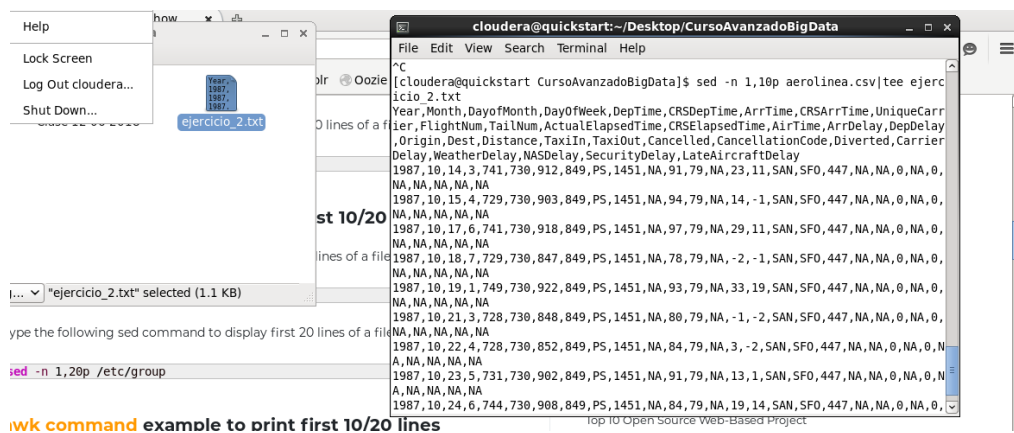 Help
Lock Screen
Log Out cloudera...
Shut Down...
how
Year,
1987,
1987,
1987,
ejercicio_2.txt
"ejercicio_2.txt" selected (1.1 KB)
Oozie
0 lines of a fi
st 10/20
lines of a file
ype the following sed command to display first 20 lines of a file
sed -n 1,20p /etc/group
awk command example to print first 10/20 lines
Top 10 Open Source Web-Based Project
cloudera@quickstart:~/Desktop/CursoAvanzadoBigData
File Edit View Search Terminal Help
^C
[cloudera@quickstart CursoAvanzadoBigData]$ sed -n 1,10p aerolinea.csv|tee ejerc
icio_2.txt
Year,Month,DayofMonth,DayOfWeek,DepTime,CRSDepTime,ArrTime,CRSArrTime,UniqueCarr
ier,FlightNum,TailNum,ActualElapsedTime,CRSElapsedTime,AirTime,ArrDelay,DepDelay
,Origin,Dest,Distance,TaxiIn,TaxiOut,Cancelled,CancellationCode,Diverted,Carrier
Delay,WeatherDelay,NASDelay,SecurityDelay,LateAircraftDelay
1987,10,14,3,741,730,912,849,PS,1451,NA,91,79,NA,23,11,SAN,SFO,447,NA,NA,0,NA,0,
NA,NA,NA,NA,NA
1987,10,15,4,729,730,903,849,PS,1451,NA,94,79,NA,14,-1,SAN,SFO,447,NA,NA,0,NA,0,
NA,NA,NA,NA,NA
1987,10,17,6,741,730,918,849,PS,1451,NA,97,79,NA,29,11,SAN,SFO,447,NA,NA,0,NA,0,
NA,NA,NA,NA,NA
1987,10,18,7,729,730,847,849,PS,1451,NA,78,79,NA,-2,-1,SAN,SFO,447,NA,NA,0,NA,0,
NA,NA,NA,NA,NA
1987,10,19,1,749,730,922,849,PS,1451,NA,93,79,NA,33,19,SAN,SFO,447,NA,NA,0,NA,0,
NA,NA,NA,NA,NA
1987,10,21,3,728,730,848,849,PS,1451,NA,80,79,NA,-1,-2,SAN,SFO,447,NA,NA,0,NA,0,
NA,NA,NA,NA,NA
1987,10,22,4,728,730,852,849,PS,1451,NA,84,79,NA,3,-2,SAN,SFO,447,NA,NA,0,NA,0,N
A,NA,NA,NA,NA
1987,10,23,5,731,730,902,849,PS,1451,NA,91,79,NA,13,1,SAN,SFO,447,NA,NA,0,NA,0,N
A,NA,NA,NA,NA
1987,10,24,6,744,730,908,849,PS,1451,NA,84,79,NA,19,14,SAN,SFO,447,NA,NA,0,NA,0,